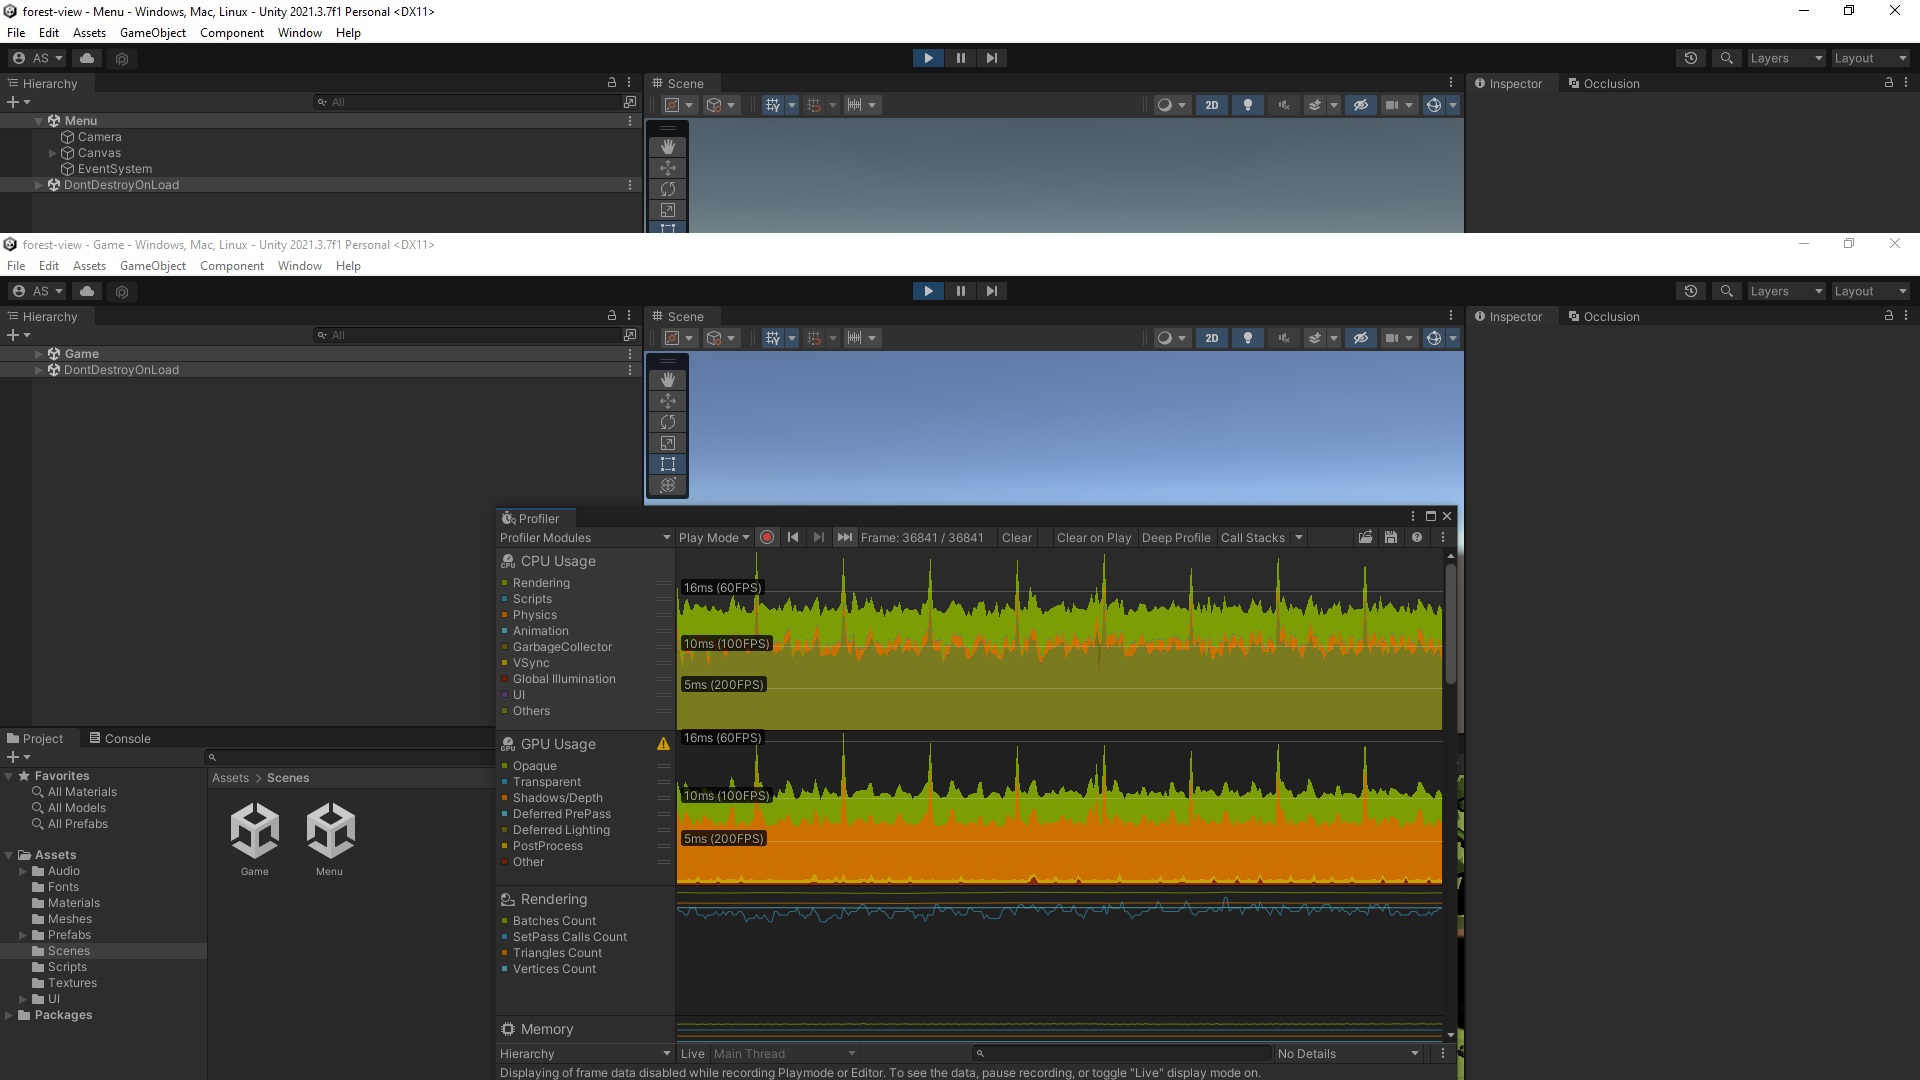 forest-view - Menu - Windows, Mac, Linux - Unity 2021.3.7f1 Personal <DX11>
File Edit Assets GameObject Component Window Help
AS Layers Layout
Hierarchy Scene Inspector Occlusion
All 2D
Menu
Camera
Canvas
EventSystem
DontDestroyOnLoad
forest-view - Game - Windows, Mac, Linux - Unity 2021.3.7f1 Personal <DX11>
File Edit Assets GameObject Component Window Help
AS Layers Layout
Hierarchy Scene Inspector Occlusion
All 2D
Game
DontDestroyOnLoad
Profiler
Profiler Modules Play Mode Frame: 36841 / 36841 Clear Clear on Play Deep Profile Call Stacks
CPU Usage
Rendering
Scripts
Physics
Animation
GarbageCollector
VSync
Global Illumination
UI
Others
16ms (60FPS)
10ms (100FPS)
5ms (200FPS)
GPU Usage
Opaque
Transparent
Shadows/Depth
Deferred PrePass
Deferred Lighting
PostProcess
Other
16ms (60FPS)
10ms (100FPS)
5ms (200FPS)
Rendering
Batches Count
SetPass Calls Count
Triangles Count
Vertices Count
Memory
Hierarchy Live Main Thread No Details
Displaying of frame data disabled while recording Playmode or Editor. To see the data, pause recording, or toggle "Live" display mode on.
Project Console
Favorites
All Materials
All Models
All Prefabs
Assets
Audio
Fonts
Materials
Meshes
Prefabs
Scenes
Scripts
Textures
UI
Packages
Assets > Scenes
Game Menu